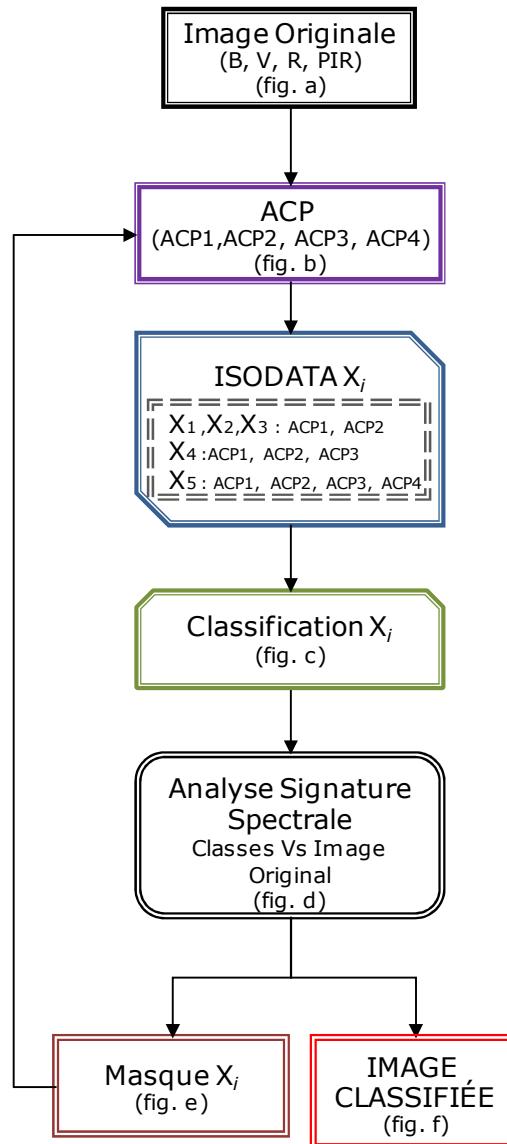 Image Originale
(B, V, R, PIR)
(fig. a)
ACP
(ACP1,ACP2, ACP3, ACP4)
(fig. b)
ISODATA Xi
X1 ,X2,X3 : ACP1, ACP2
X4 :ACP1, ACP2, ACP3
X5 : ACP1, ACP2, ACP3, ACP4
Classification Xi
(fig. c)
Analyse Signature
Spectrale
Classes Vs Image
Original
(fig. d)
Masque Xi
(fig. e)
IMAGE
CLASSIFIÉE
(fig. f)